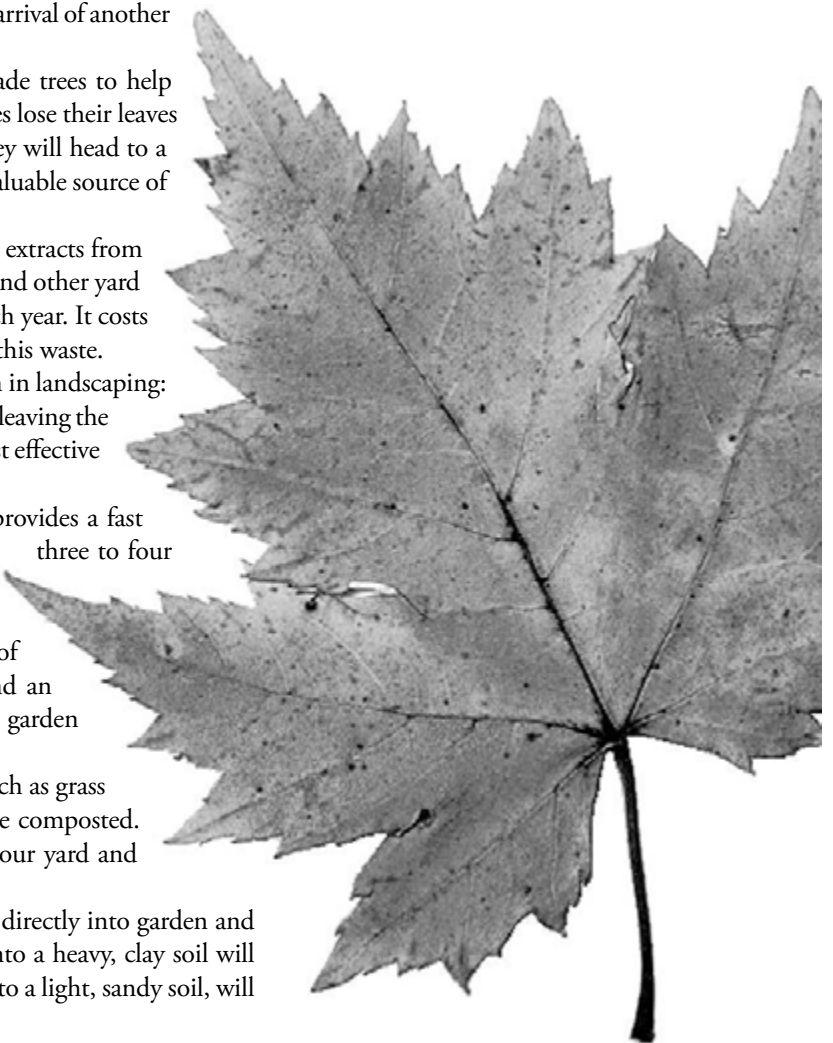 arrival of another
ade trees to help
es lose their leaves
ey will head to a
aluable source of
extracts from
nd other yard
h year. It costs
this waste.
n in landscaping:
leaving the
st effective
provides a fast
three to four
of
nd an
garden
ch as grass
e composted.
our yard and
directly into garden and
nto a heavy, clay soil will
to a light, sandy soil, will